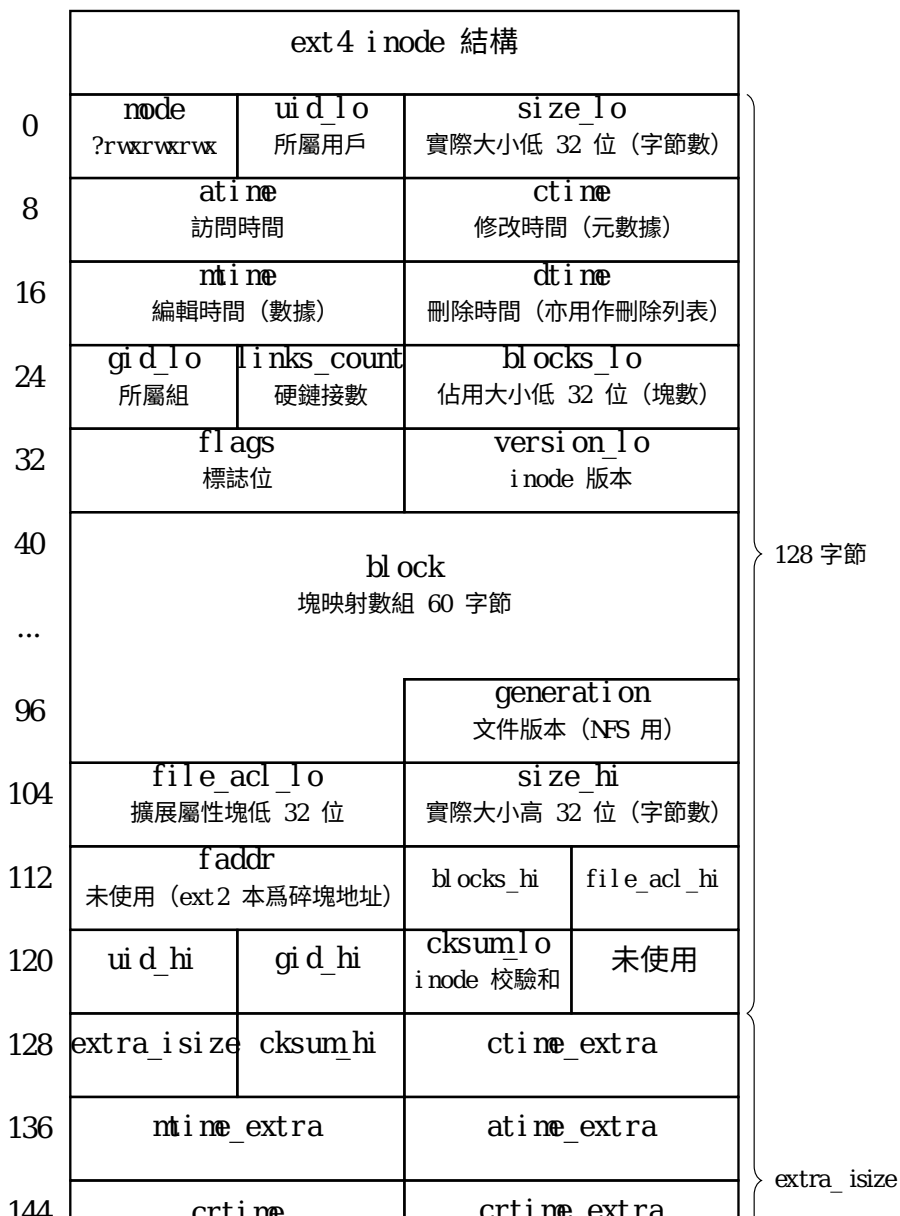 ext4 inode 結構
0
mode
uid_lo
size_lo
?rwxrwxrwx
所屬用戶
實際大小低 32 位（字節數）
8
atime
ctime
訪問時間
修改時間（元數據）
16
mtime
dtime
編輯時間（數據）
刪除時間（亦用作刪除列表）
24
gid_lo
links_count
blocks_lo
所屬組
硬鏈接數
佔用大小低 32 位（塊數）
32
flags
version_lo
標誌位
inode 版本
40
block
128 字節
塊映射數組 60 字節
...
96
generation
文件版本（NFS 用）
104
file_acl_lo
size_hi
擴展屬性塊低 32 位
實際大小高 32 位（字節數）
112
faddr
blocks_hi
file_acl_hi
未使用（ext2 本爲碎塊地址）
120
uid_hi
gid_hi
cksum_lo
未使用
inode 校驗和
128
extra_isize
cksum_hi
ctime_extra
136
mtime_extra
atime_extra
extra_isize
144
crtime
crtime_extra